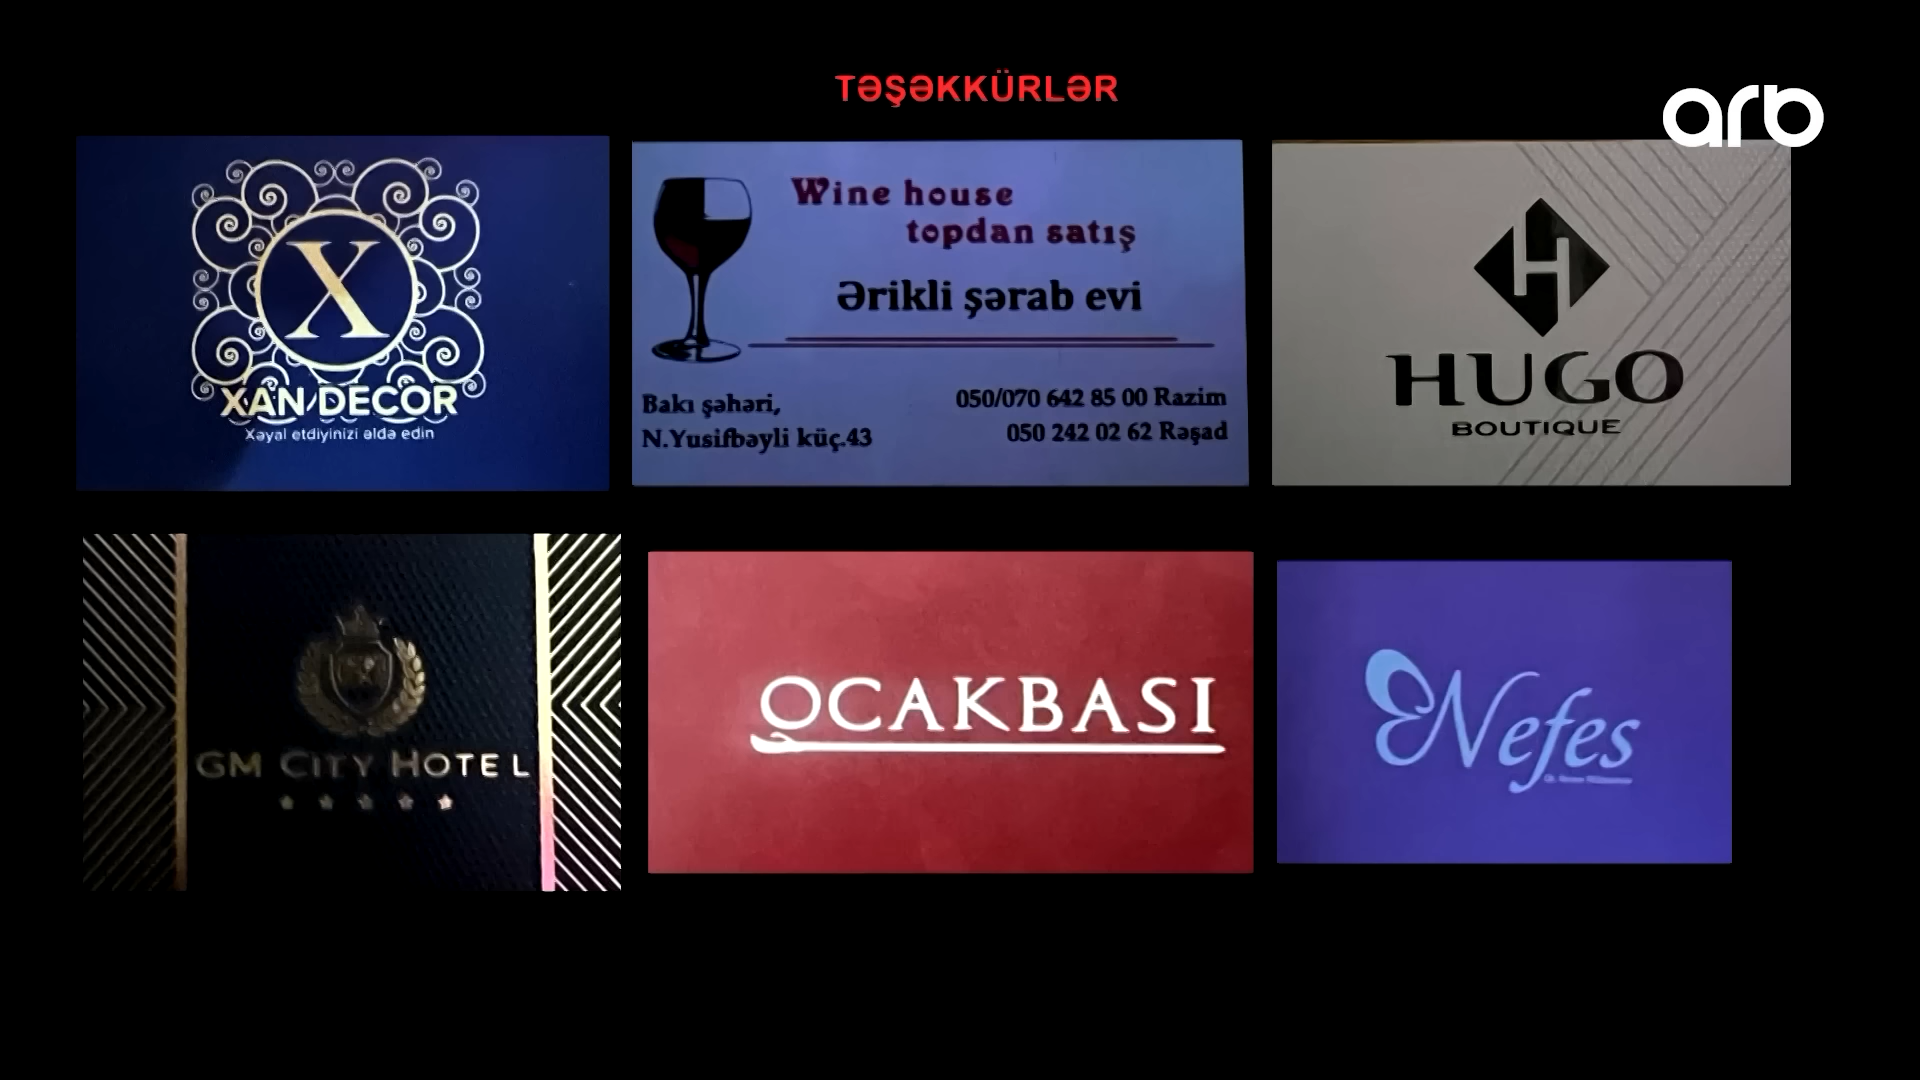 TƏŞƏKKÜRLƏR
arb
X
XAN DECOR
Xəyal etdiyinizi əldə edin
Wine house
topdan satış
Ərikli şərab evi
Bakı şəhəri,
N.Yusifbəyli küç.43
050/070 642 85 00 Razim
050 242 02 62 Rəşad
H
HUGO
BOUTIQUE
GM CITY HOTEL
OCAKBASI
Nefes